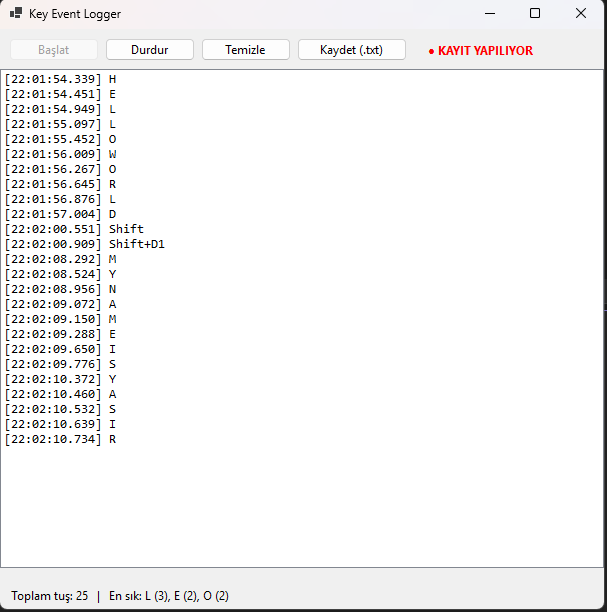 Key Event Logger
Başlat Durdur Temizle Kaydet (.txt) ● KAYIT YAPILIYOR
[22:01:54.339] H
[22:01:54.451] E
[22:01:54.949] L
[22:01:55.097] L
[22:01:55.452] O
[22:01:56.009] W
[22:01:56.267] O
[22:01:56.645] R
[22:01:56.876] L
[22:01:57.004] D
[22:02:00.551] Shift
[22:02:00.909] Shift+D1
[22:02:08.292] M
[22:02:08.524] Y
[22:02:08.956] N
[22:02:09.072] A
[22:02:09.150] M
[22:02:09.288] E
[22:02:09.650] I
[22:02:09.776] S
[22:02:10.372] Y
[22:02:10.460] A
[22:02:10.532] S
[22:02:10.639] I
[22:02:10.734] R
Toplam tuş: 25 | En sık: L (3), E (2), O (2)